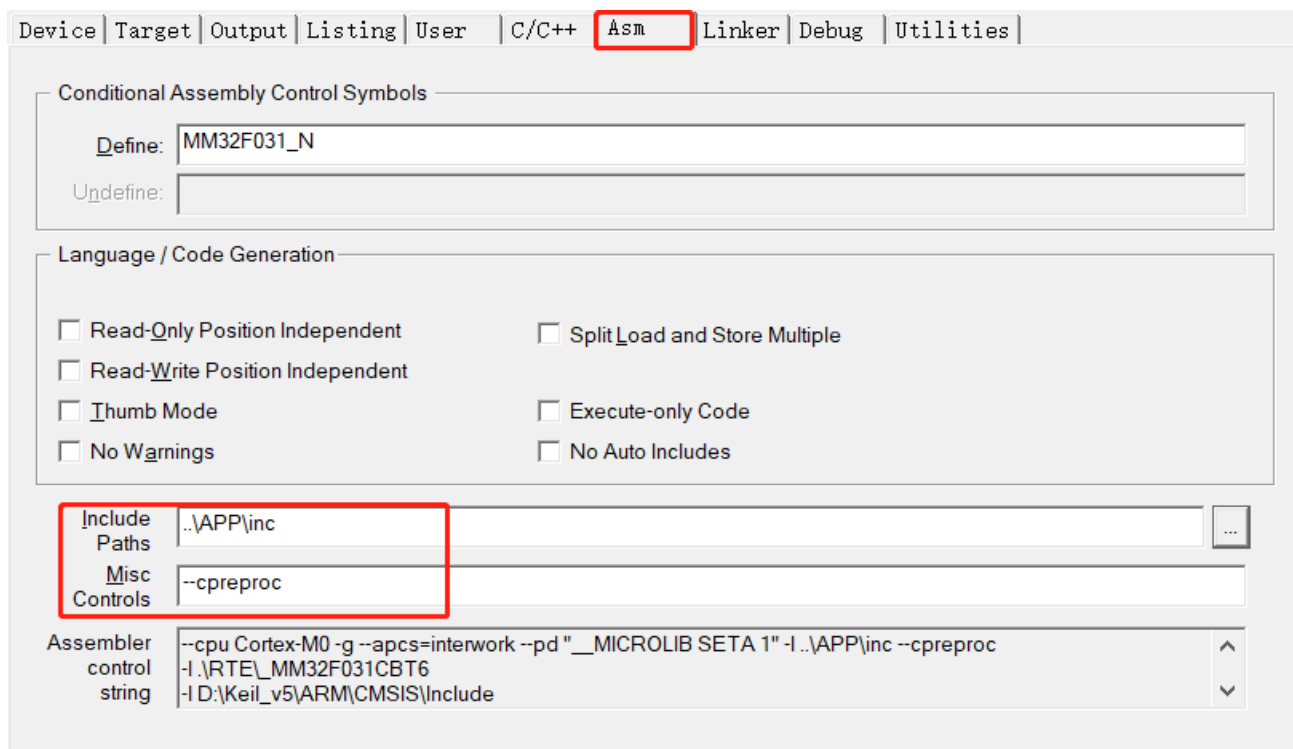 Device Target Output Listing User C/C++ Asm Linker Debug Utilities
Conditional Assembly Control Symbols
Define: MM32F031_N
Undefine:
Language / Code Generation
Read-Only Position Independent Split Load and Store Multiple
Read-Write Position Independent
Thumb Mode Execute-only Code
No Warnings No Auto Includes
Include Paths ..\APP\inc ...
Misc Controls --cpreproc
Assembler control string
--cpu Cortex-M0 -g --apcs=interwork --pd "__MICROLIB SETA 1" -I ..\APP\inc --cpreproc
-I .\RTE\_MM32F031CBT6
-I D:\Keil_v5\ARM\CMSIS\Include